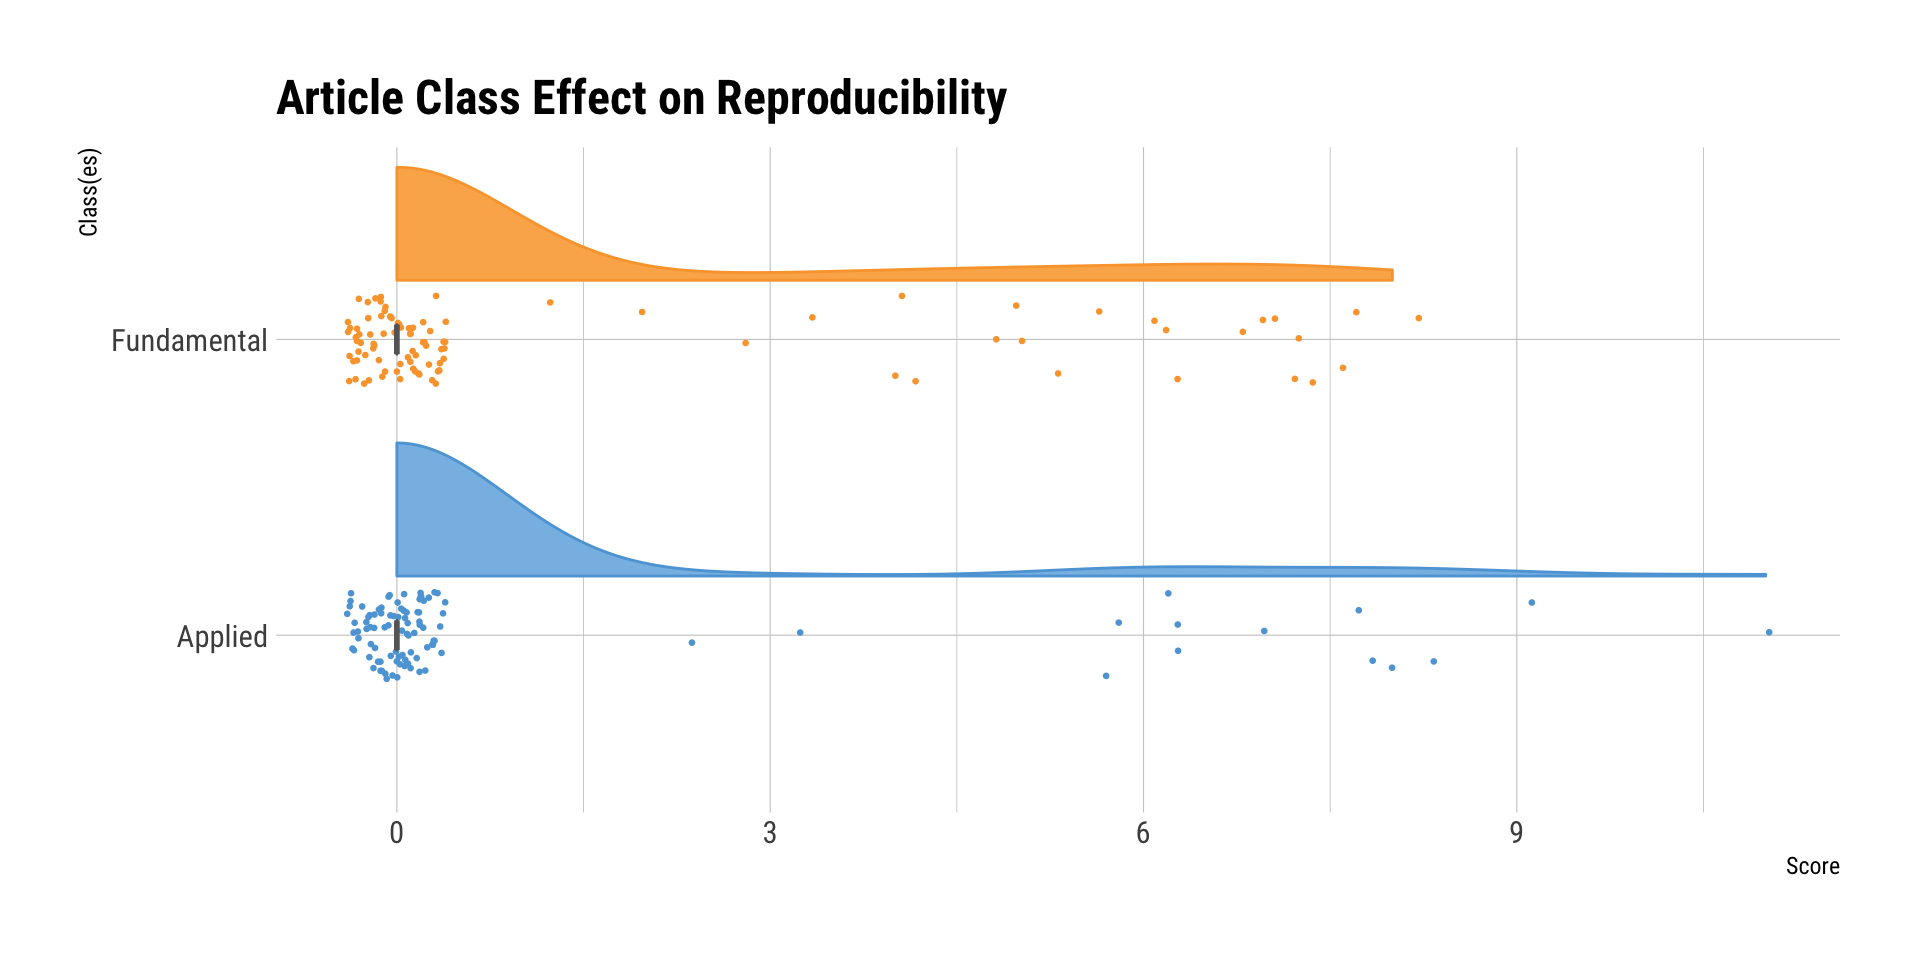 Article Class Effect on Reproducibility
Class(es)
Fundamental
Applied
0 3 6 9
Score